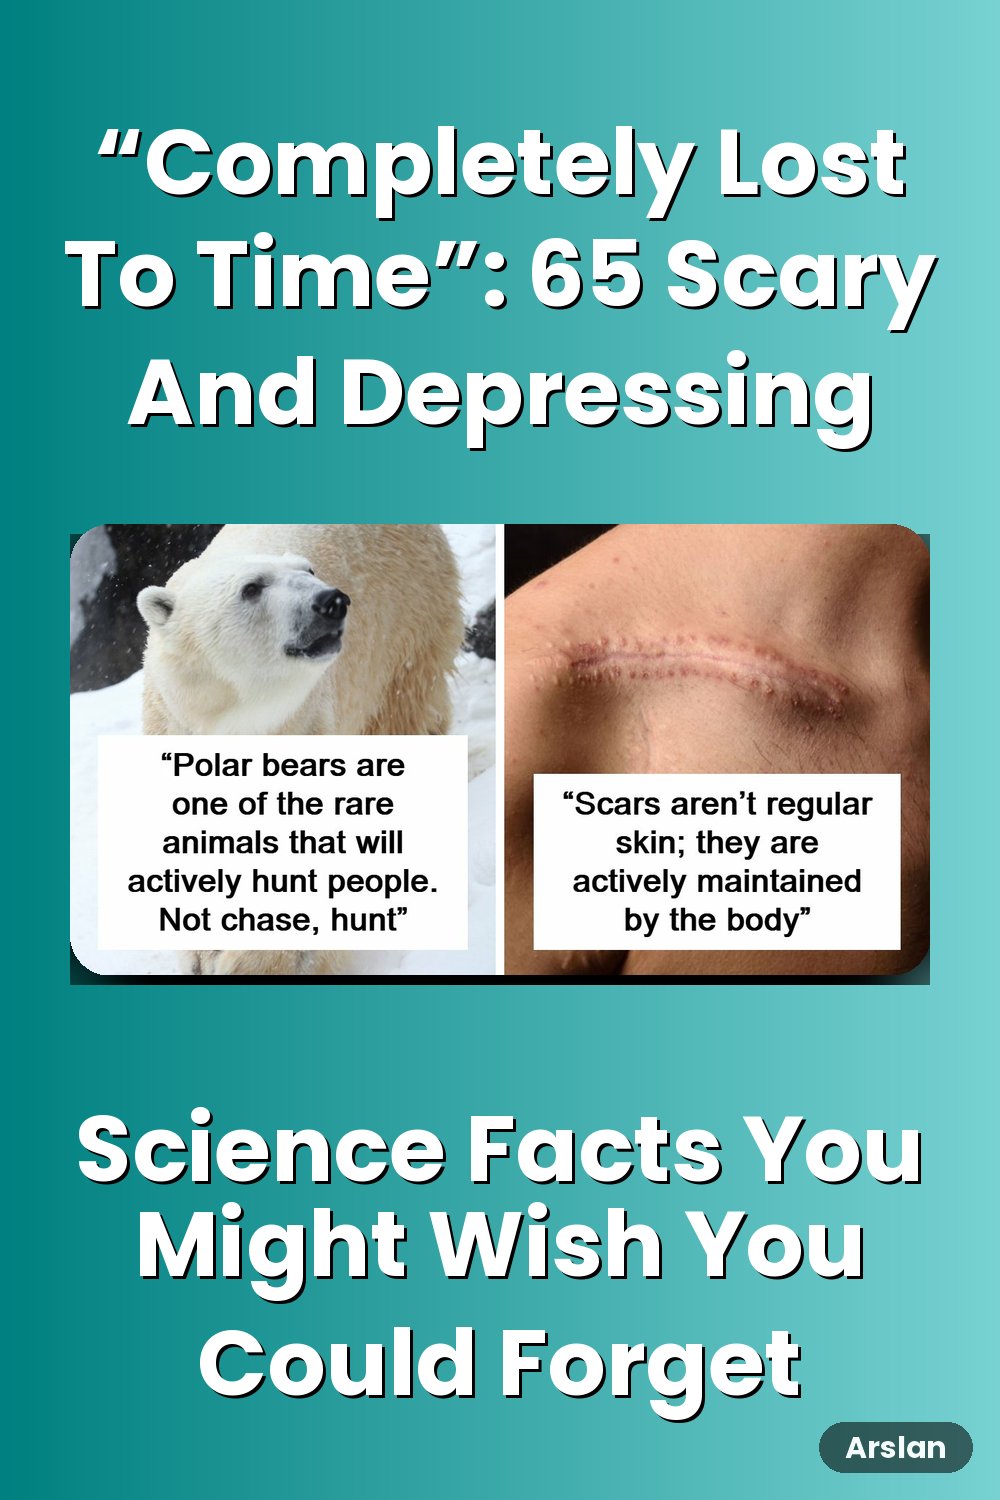 “Completely Lost
To Time”: 65 Scary
And Depressing
“Polar bears are
one of the rare
animals that will
actively hunt people.
Not chase, hunt”
“Scars aren’t regular
skin; they are
actively maintained
by the body”
Science Facts You
Might Wish You
Could Forget
Arslan